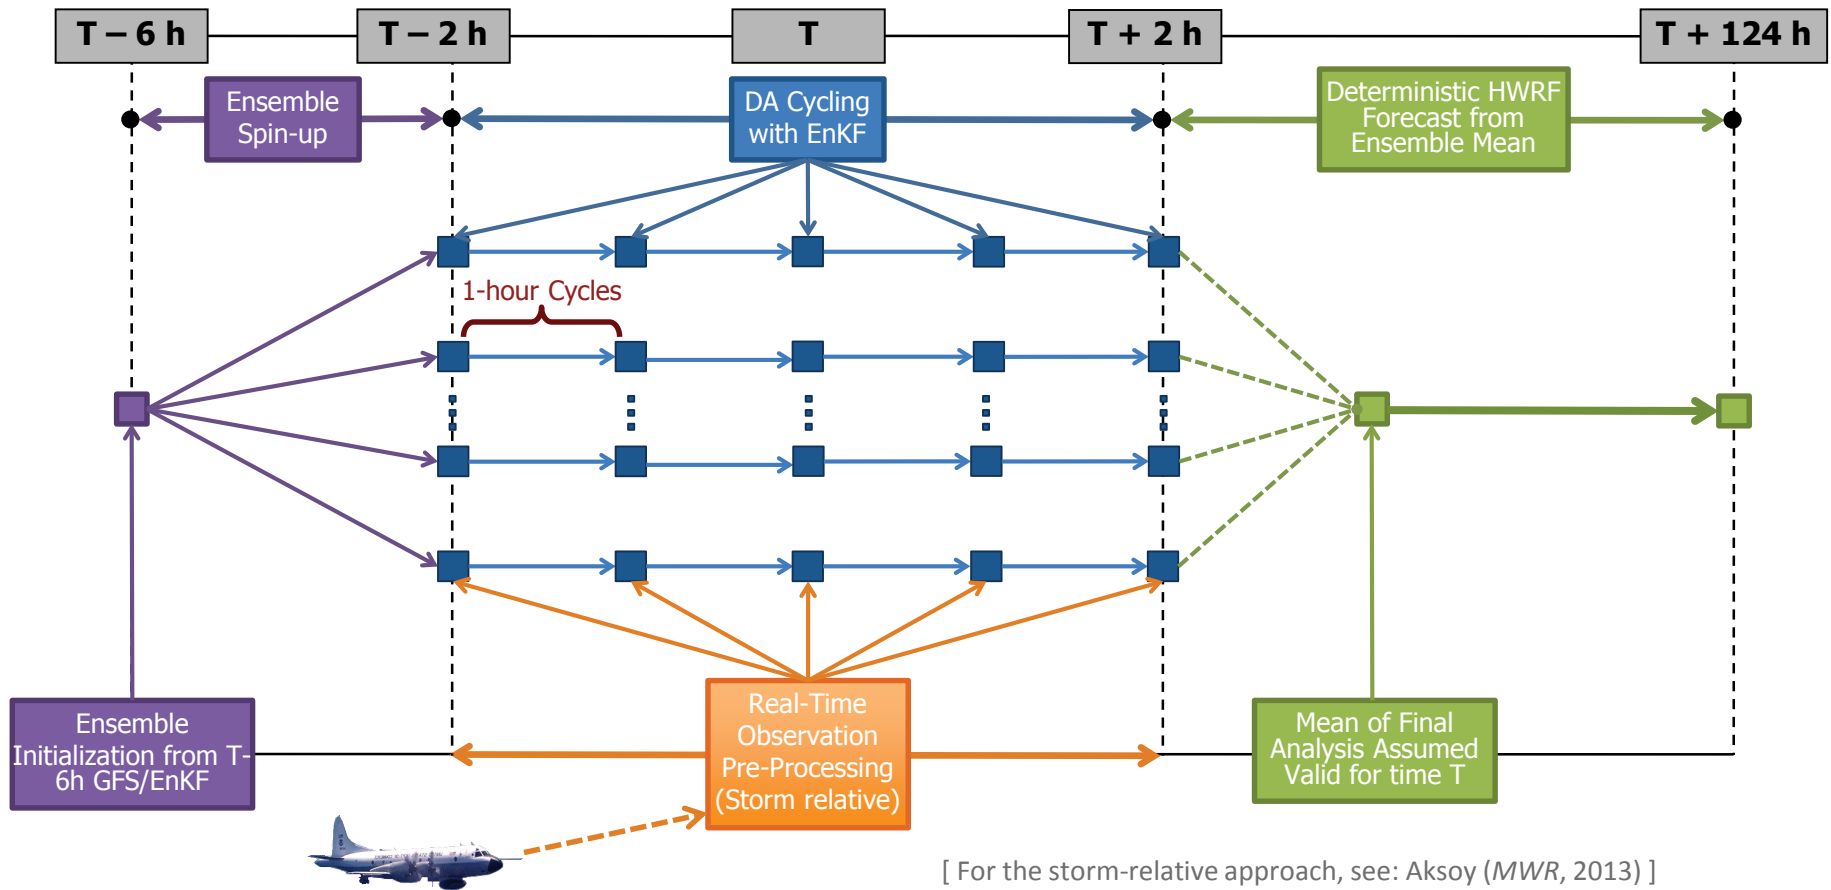 T – 6 h
T – 2 h
T
T + 2 h
T + 124 h
Ensemble
Spin-up
DA Cycling
with EnKF
Deterministic HWRF
Forecast from
Ensemble Mean
1-hour Cycles
Ensemble
Initialization from T-
6h GFS/EnKF
Real-Time
Observation
Pre-Processing
(Storm relative)
Mean of Final
Analysis Assumed
Valid for time T
[ For the storm-relative approach, see: Aksoy (MWR, 2013) ]